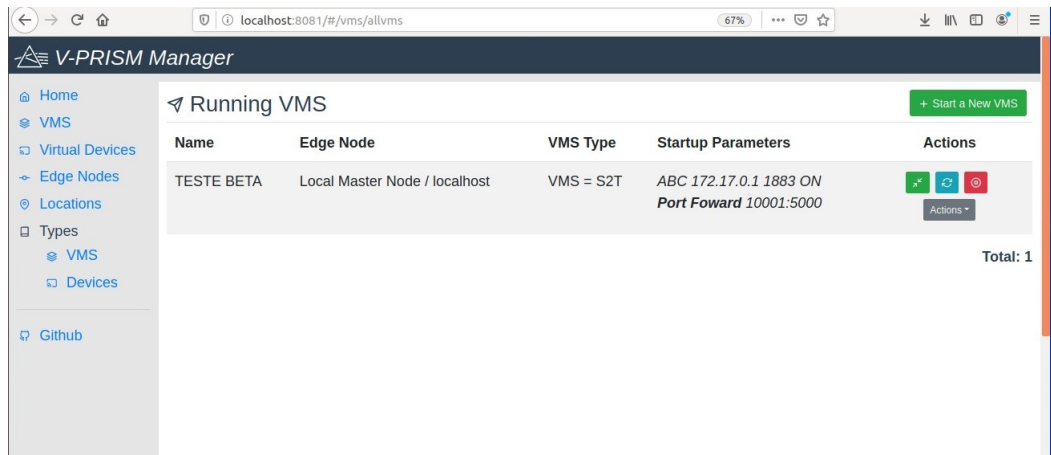 localhost:8081/#/vms/allvms
67%
V-PRISM Manager
Home
VMS
Virtual Devices
Edge Nodes
Locations
Types
VMS
Devices
Github
Running VMS
+ Start a New VMS
Name Edge Node VMS Type Startup Parameters Actions
TESTE BETA Local Master Node / localhost VMS = S2T ABC 172.17.0.1 1883 ON
Port Foward 10001:5000
Actions
Total: 1